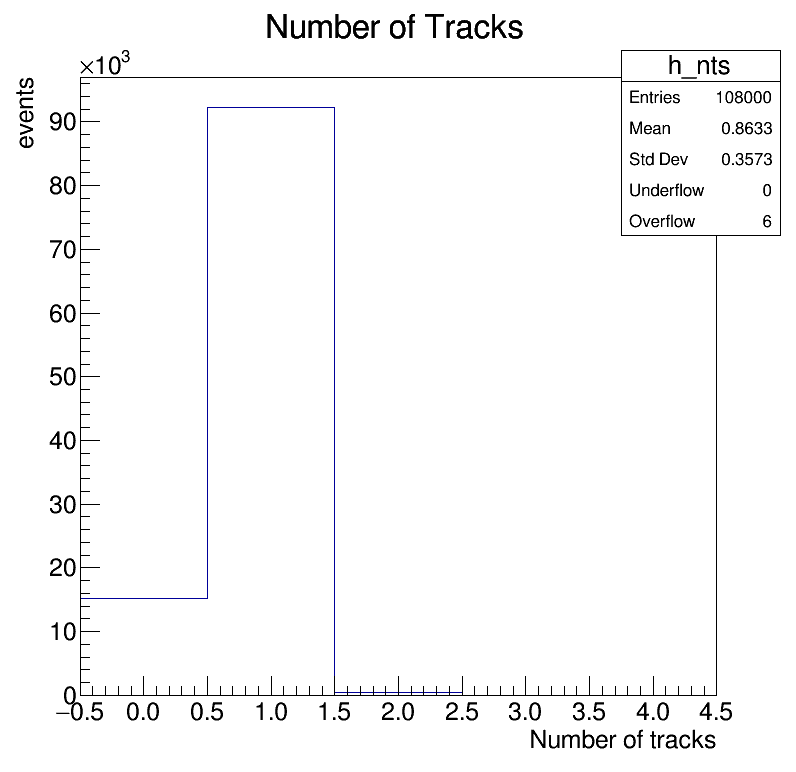 Number of Tracks
×10³
events
h_nts
Entries 108000
Mean 0.8633
Std Dev 0.3573
Underflow 0
Overflow 6
90
80
70
60
50
40
30
20
10
0
−0.5 0.0 0.5 1.0 1.5 2.0 2.5 3.0 3.5 4.0 4.5
Number of tracks